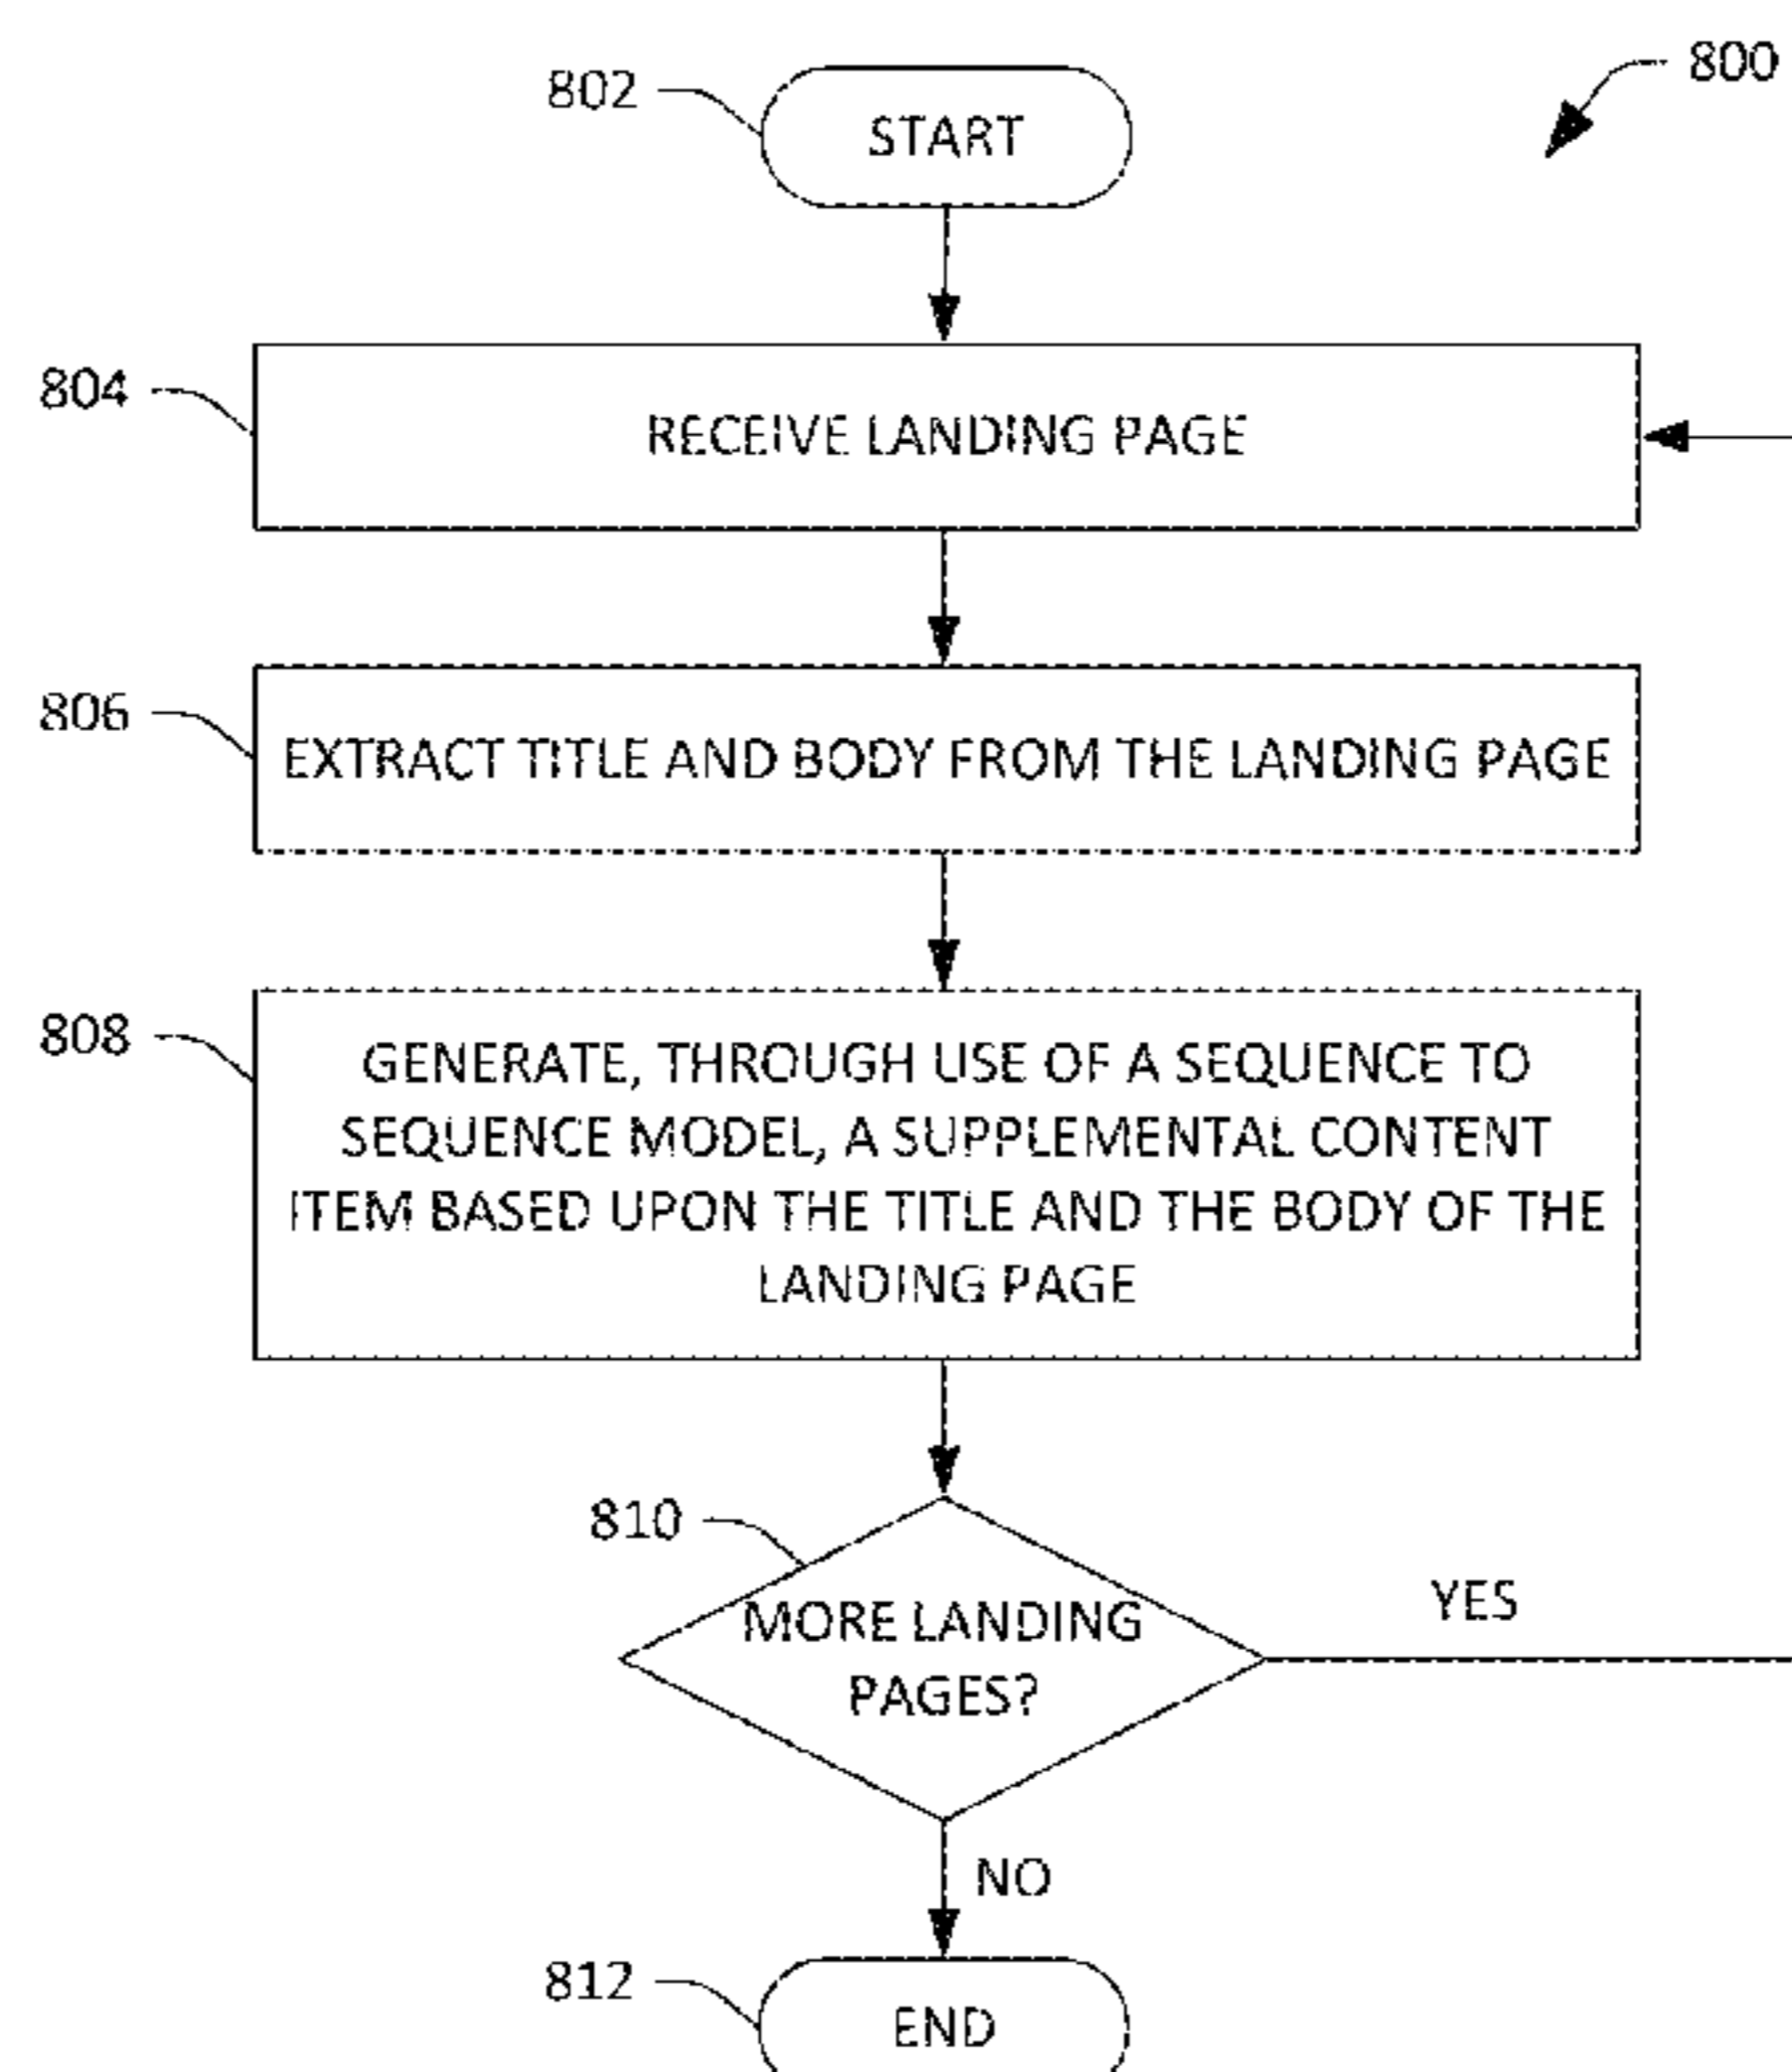 800
802
START
804
RECEIVE LANDING PAGE
806
EXTRACT TITLE AND BODY FROM THE LANDING PAGE
808
GENERATE, THROUGH USE OF A SEQUENCE TO
SEQUENCE MODEL, A SUPPLEMENTAL CONTENT
ITEM BASED UPON THE TITLE AND THE BODY OF THE
LANDING PAGE
810
MORE LANDING
PAGES?
YES
NO
812
END